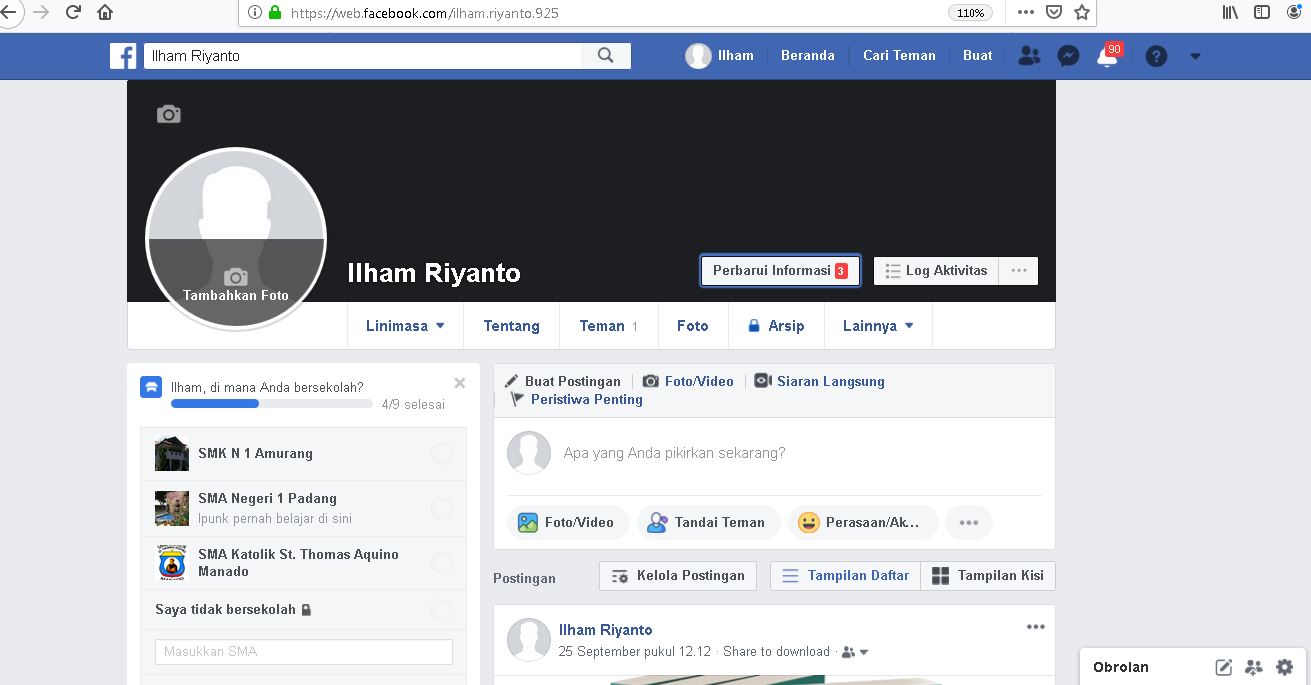 https://web.facebook.com/ilham.riyanto.925
110%
Ilham Riyanto
Ilham
Beranda
Cari Teman
Buat
90
Tambahkan Foto
Ilham Riyanto
Perbarui Informasi 3
Log Aktivitas
Linimasa
Tentang
Teman 1
Foto
Arsip
Lainnya
Ilham, di mana Anda bersekolah?
4/9 selesai
SMK N 1 Amurang
SMA Negeri 1 Padang
Ipunk pernah belajar di sini
SMA Katolik St. Thomas Aquino
Manado
Saya tidak bersekolah
Masukkan SMA
Buat Postingan
Foto/Video
Siaran Langsung
Peristiwa Penting
Apa yang Anda pikirkan sekarang?
Foto/Video
Tandai Teman
Perasaan/Ak...
Postingan
Kelola Postingan
Tampilan Daftar
Tampilan Kisi
Ilham Riyanto
25 September pukul 12.12 · Share to download ·
Obrolan